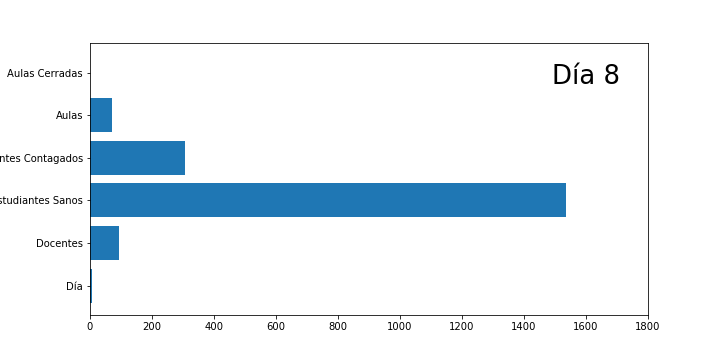 Día 8
Aulas Cerradas
Aulas
ntes Contagados
studiantes Sanos
Docentes
Día
0 200 400 600 800 1000 1200 1400 1600 1800